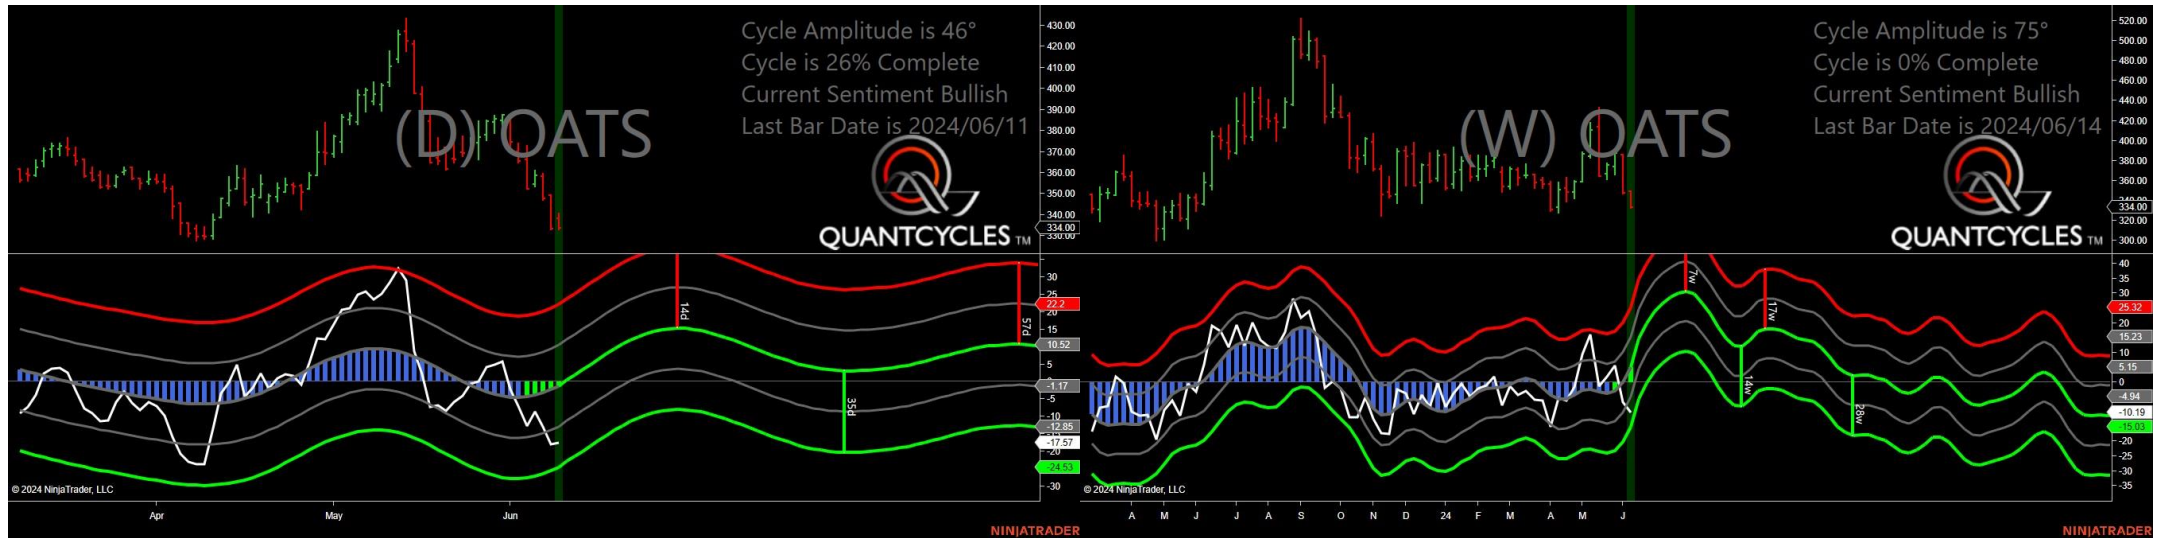 Cycle Amplitude is 46°
Cycle is 26% Complete
Current Sentiment Bullish
Last Bar Date is 2024/06/11
(D) OATS
QUANTCYCLES TM
430.00
420.00
410.00
400.00
390.00
380.00
370.00
360.00
350.00
340.00
334.00
330.00
30
25
22.2
20
15
10.52
5
-1.17
-5
-10
-12.85
-17.57
-20
-24.53
-30
14d
35d
57d
© 2024 NinjaTrader, LLC
Apr
May
Jun
NINJATRADER
Cycle Amplitude is 75°
Cycle is 0% Complete
Current Sentiment Bullish
Last Bar Date is 2024/06/14
(W) OATS
QUANTCYCLES TM
520.00
500.00
480.00
460.00
440.00
420.00
400.00
380.00
360.00
340.00
334.00
320.00
300.00
40
35
30
25.32
20
15.23
10
5.15
0
-4.94
-10.19
-15.03
-20
-25
-30
-35
7w
17w
14w
28w
© 2024 NinjaTrader, LLC
A M J J A S O N D 24 F M A M J
NINJATRADER